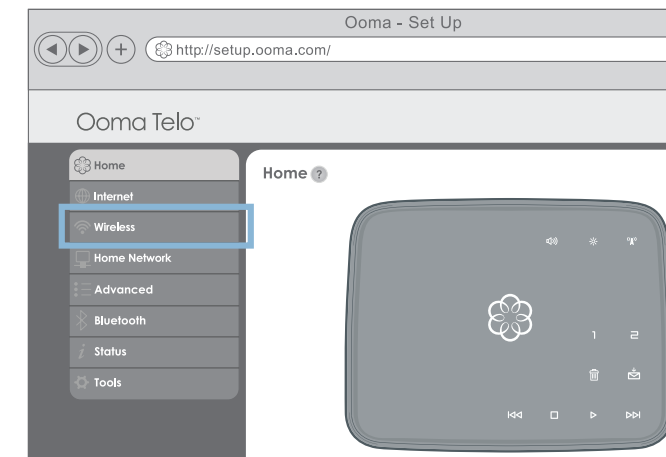 Ooma - Set Up
http://setup.ooma.com/
Ooma Telo™
Home
Internet
Wireless
Home Network
Advanced
Bluetooth
Status
Tools
Home ?
1 2